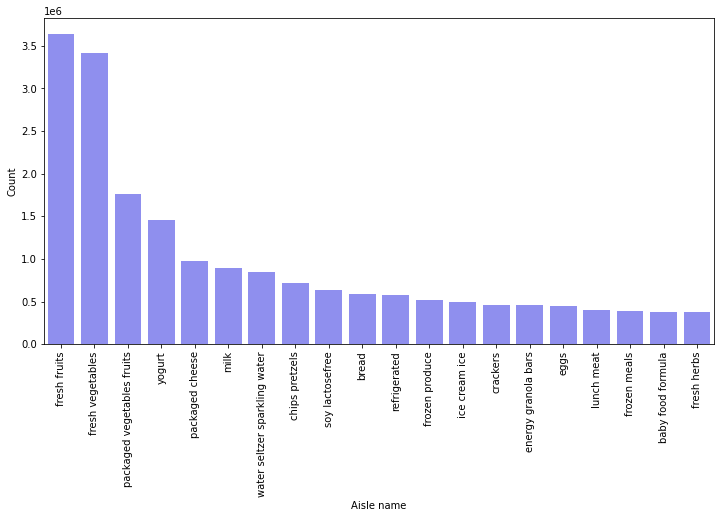 1e6
3.5
3.0
2.5
2.0
1.5
1.0
0.5
0.0
Count
fresh fruits
fresh vegetables
packaged vegetables fruits
yogurt
packaged cheese
milk
water seltzer sparkling water
chips pretzels
soy lactosefree
bread
refrigerated
frozen produce
ice cream ice
crackers
energy granola bars
eggs
lunch meat
frozen meals
baby food formula
fresh herbs
Aisle name